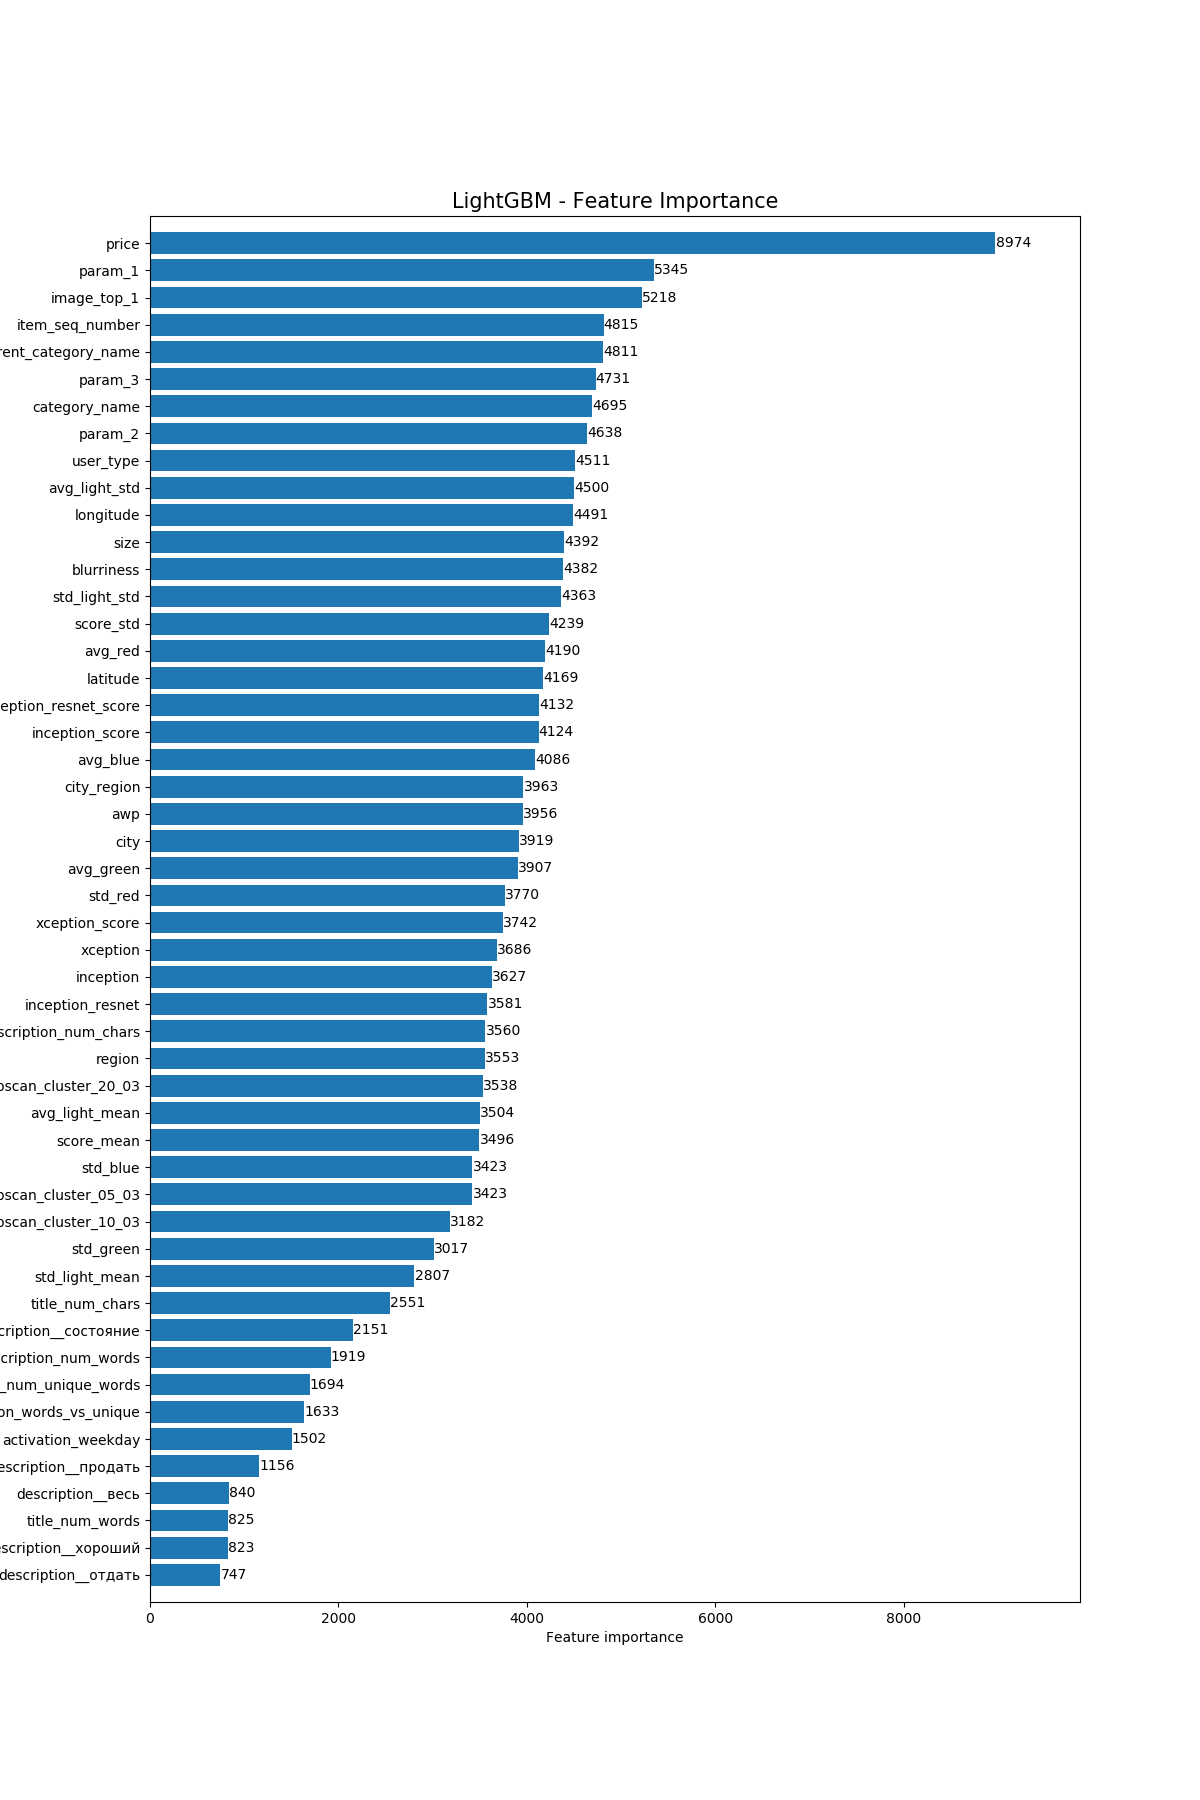 LightGBM - Feature Importance
price 8974
param_1 5345
image_top_1 5218
item_seq_number 4815
rent_category_name 4811
param_3 4731
category_name 4695
param_2 4638
user_type 4511
avg_light_std 4500
longitude 4491
size 4392
blurriness 4382
std_light_std 4363
score_std 4239
avg_red 4190
latitude 4169
eption_resnet_score 4132
inception_score 4124
avg_blue 4086
city_region 3963
awp 3956
city 3919
avg_green 3907
std_red 3770
xception_score 3742
xception 3686
inception 3627
inception_resnet 3581
scription_num_chars 3560
region 3553
oscan_cluster_20_03 3538
avg_light_mean 3504
score_mean 3496
std_blue 3423
oscan_cluster_05_03 3423
oscan_cluster_10_03 3182
std_green 3017
std_light_mean 2807
title_num_chars 2551
cription__состояние 2151
cription_num_words 1919
_num_unique_words 1694
on_words_vs_unique 1633
activation_weekday 1502
escription__продать 1156
description__весь 840
title_num_words 825
escription__хороший 823
description__отдать 747
0 2000 4000 6000 8000
Feature importance